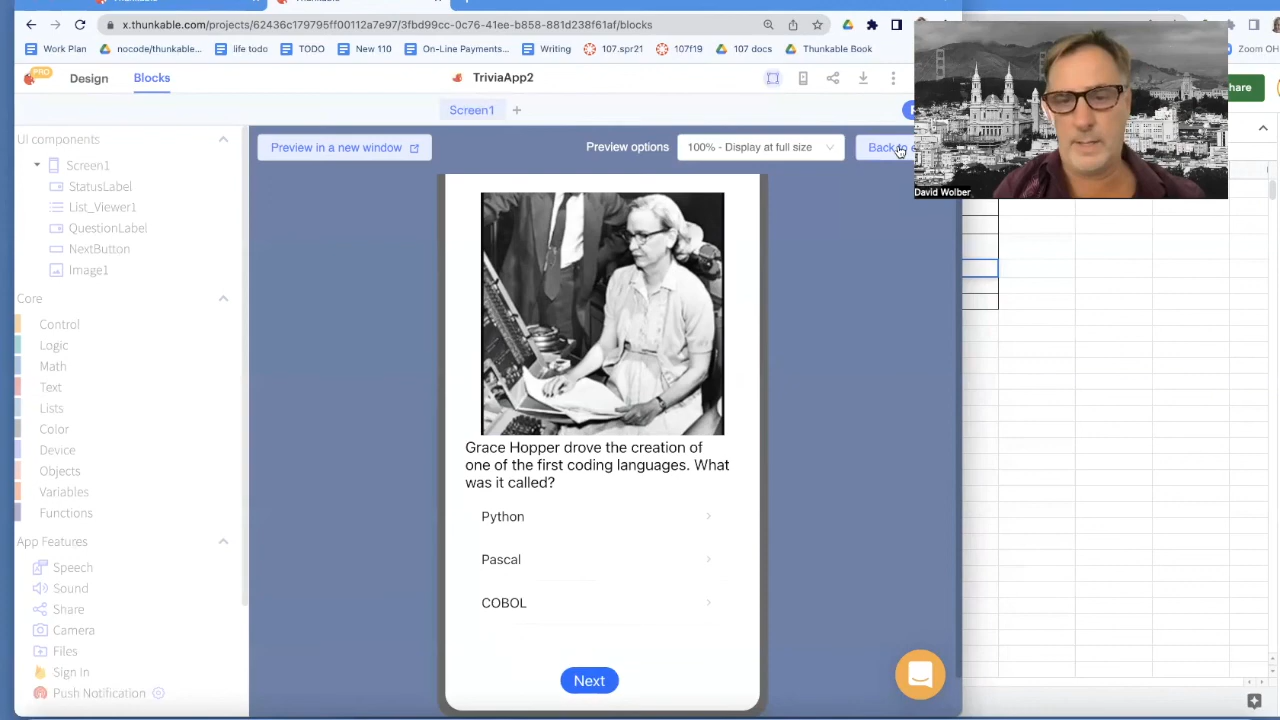 thunkable.com/projects/62436c179795ff00112a7e97/3fbd99cc-0c76-41ee-b858-881d238f61af/blocks
Work Plan
nocode/thunkable...
life todo
TODO
New 110
On-Line Payments...
Writing
107.spr21
107f19
107 docs
Thunkable Book
Zoom OH
PRO
Design
Blocks
TriviaApp2
Screen1
UI components
Preview in a new window
Preview options
100% - Display at full size
Back to
Screen1
StatusLabel
List_Viewer1
QuestionLabel
NextButton
Image1
Core
Control
Logic
Math
Text
Lists
Color
Device
Objects
Variables
Functions
App Features
Speech
Sound
Share
Camera
Files
Sign In
Push Notification
David Wolber
Grace Hopper drove the creation of
one of the first coding languages. What
was it called?
Python
Pascal
COBOL
Next